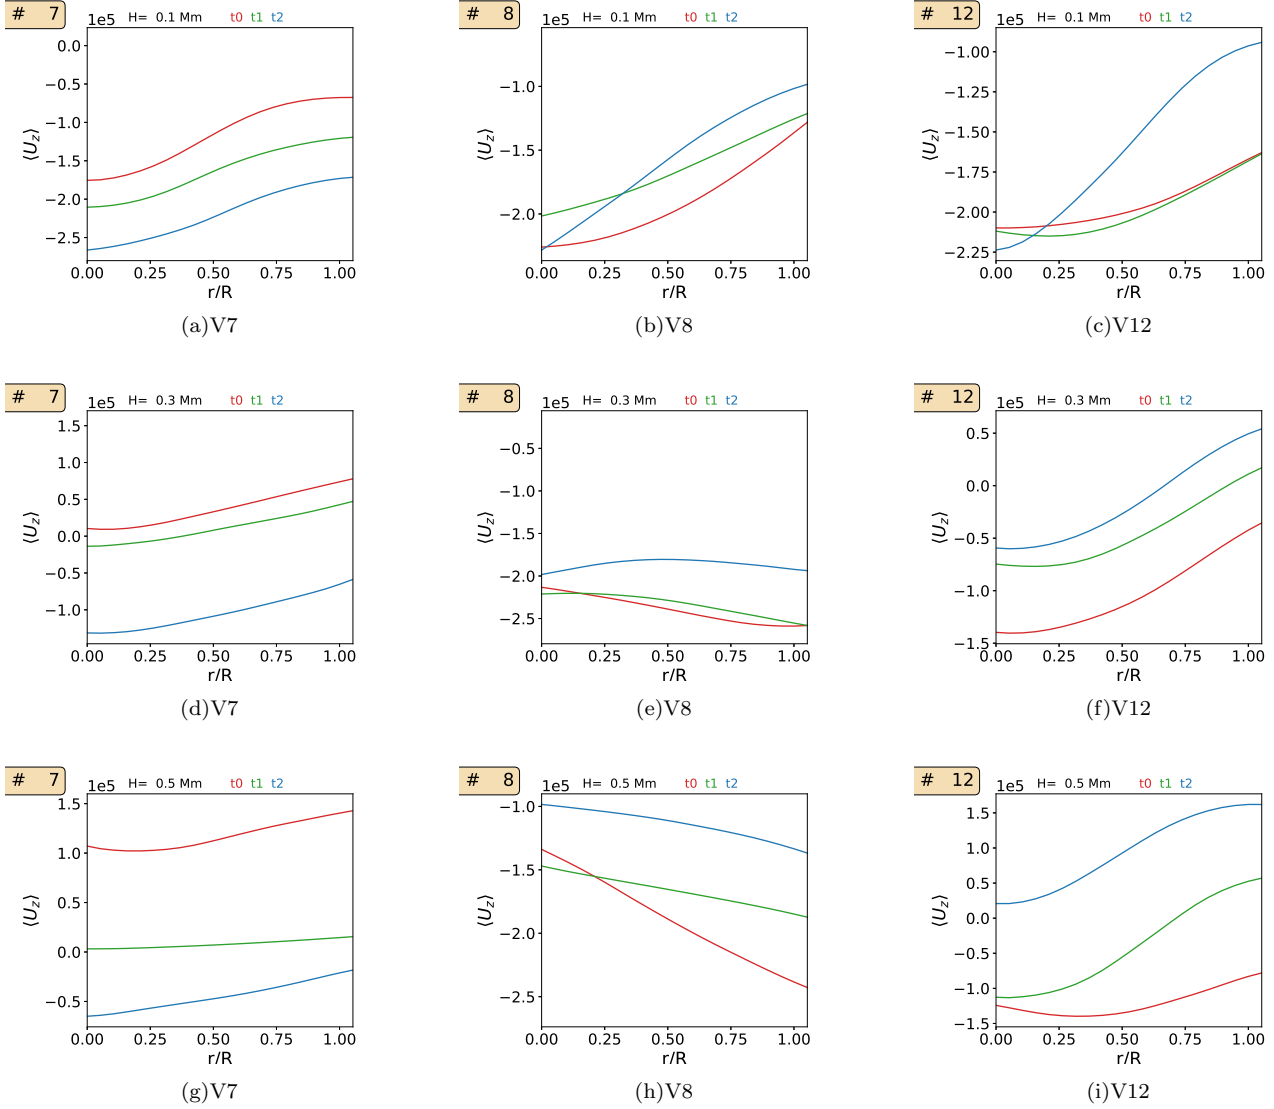 # 7 1e5 H= 0.1 Mm t0 t1 t2
0.0
−0.5
−1.0
−1.5
−2.0
−2.5
⟨U_z⟩
0.00 0.25 0.50 0.75 1.00
r/R
(a)V7
# 8 1e5 H= 0.1 Mm t0 t1 t2
−1.0
−1.5
−2.0
⟨U_z⟩
0.00 0.25 0.50 0.75 1.00
r/R
(b)V8
# 12 1e5 H= 0.1 Mm t0 t1 t2
−1.00
−1.25
−1.50
−1.75
−2.00
−2.25
⟨U_z⟩
0.00 0.25 0.50 0.75 1.00
r/R
(c)V12
# 7 1e5 H= 0.3 Mm t0 t1 t2
1.5
1.0
0.5
0.0
−0.5
−1.0
⟨U_z⟩
0.00 0.25 0.50 0.75 1.00
r/R
(d)V7
# 8 1e5 H= 0.3 Mm t0 t1 t2
−0.5
−1.0
−1.5
−2.0
−2.5
⟨U_z⟩
0.00 0.25 0.50 0.75 1.00
r/R
(e)V8
# 12 1e5 H= 0.3 Mm t0 t1 t2
0.5
0.0
−0.5
−1.0
−1.5
⟨U_z⟩
0.00 0.25 0.50 0.75 1.00
r/R
(f)V12
# 7 1e5 H= 0.5 Mm t0 t1 t2
1.5
1.0
0.5
0.0
−0.5
⟨U_z⟩
0.00 0.25 0.50 0.75 1.00
r/R
(g)V7
# 8 1e5 H= 0.5 Mm t0 t1 t2
−1.0
−1.5
−2.0
−2.5
⟨U_z⟩
0.00 0.25 0.50 0.75 1.00
r/R
(h)V8
# 12 1e5 H= 0.5 Mm t0 t1 t2
1.5
1.0
0.5
0.0
−0.5
−1.0
−1.5
⟨U_z⟩
0.00 0.25 0.50 0.75 1.00
r/R
(i)V12